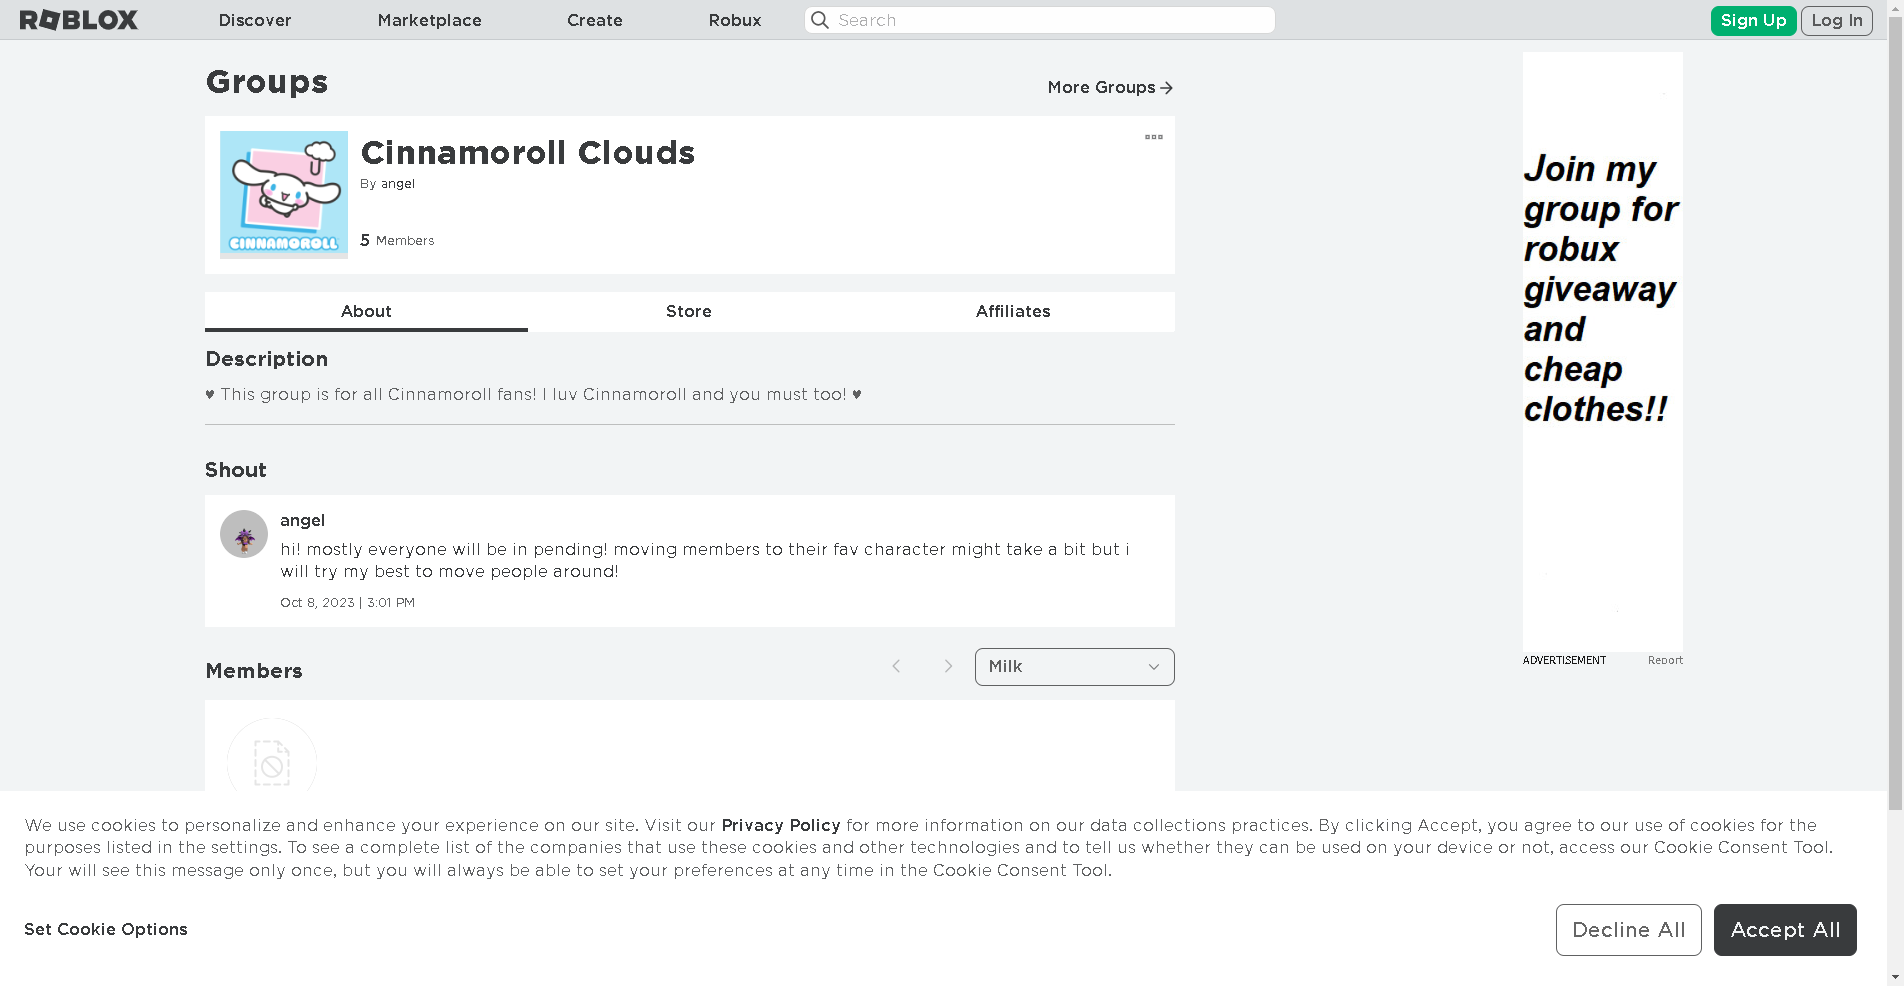 ROBLOX Discover Marketplace Create Robux Search Sign Up Log In
Groups
More Groups
CINNAMOROLL
Cinnamoroll Clouds
By angel
5 Members
About Store Affiliates
Description
♥ This group is for all Cinnamoroll fans! I luv Cinnamoroll and you must too! ♥
Shout
angel
hi! mostly everyone will be in pending! moving members to their fav character might take a bit but i
will try my best to move people around!
Oct 8, 2023 | 3:01 PM
Members
Milk
Join my
group for
robux
giveaway
and
cheap
clothes!!
ADVERTISEMENT Report
We use cookies to personalize and enhance your experience on our site. Visit our Privacy Policy for more information on our data collections practices. By clicking Accept, you agree to our use of cookies for the
purposes listed in the settings. To see a complete list of the companies that use these cookies and other technologies and to tell us whether they can be used on your device or not, access our Cookie Consent Tool.
Your will see this message only once, but you will always be able to set your preferences at any time in the Cookie Consent Tool.
Set Cookie Options
Decline All Accept All